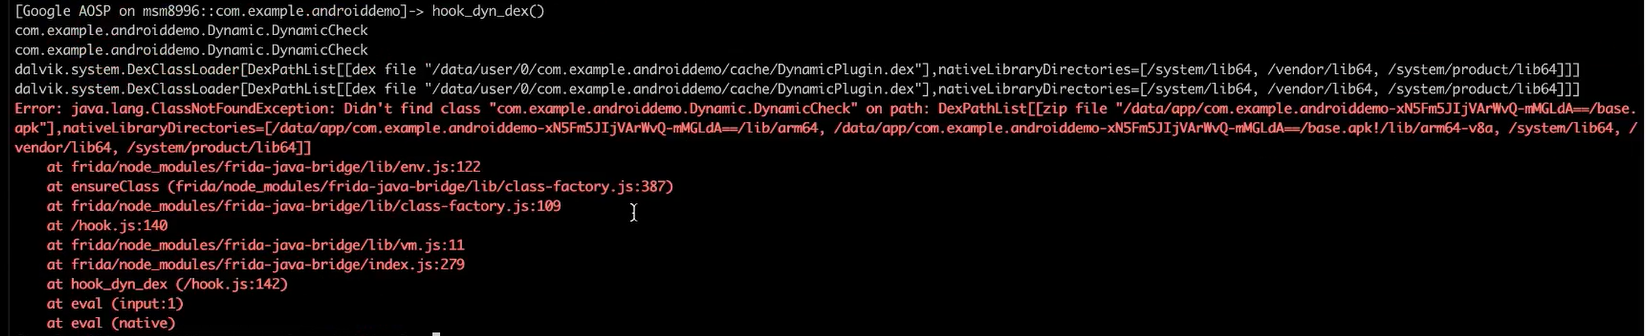 [Google AOSP on msm8996::com.example.androiddemo]-> hook_dyn_dex()
com.example.androiddemo.Dynamic.DynamicCheck
com.example.androiddemo.Dynamic.DynamicCheck
dalvik.system.DexClassLoader[DexPathList[[dex file "/data/user/0/com.example.androiddemo/cache/DynamicPlugin.dex"],nativeLibraryDirectories=[/system/lib64, /vendor/lib64, /system/product/lib64]]]
dalvik.system.DexClassLoader[DexPathList[[dex file "/data/user/0/com.example.androiddemo/cache/DynamicPlugin.dex"],nativeLibraryDirectories=[/system/lib64, /vendor/lib64, /system/product/lib64]]]
Error: java.lang.ClassNotFoundException: Didn't find class "com.example.androiddemo.Dynamic.DynamicCheck" on path: DexPathList[[zip file "/data/app/com.example.androiddemo-xN5Fm5JIjVArWvQ-mMGLdA==/base.
apk"],nativeLibraryDirectories=[/data/app/com.example.androiddemo-xN5Fm5JIjVArWvQ-mMGLdA==/lib/arm64, /data/app/com.example.androiddemo-xN5Fm5JIjVArWvQ-mMGLdA==/base.apk!/lib/arm64-v8a, /system/lib64, /
vendor/lib64, /system/product/lib64]]
at frida/node_modules/frida-java-bridge/lib/env.js:122
at ensureClass (frida/node_modules/frida-java-bridge/lib/class-factory.js:387)
at frida/node_modules/frida-java-bridge/lib/class-factory.js:109
at /hook.js:140
at frida/node_modules/frida-java-bridge/lib/vm.js:11
at frida/node_modules/frida-java-bridge/index.js:279
at hook_dyn_dex (/hook.js:142)
at eval (input:1)
at eval (native)